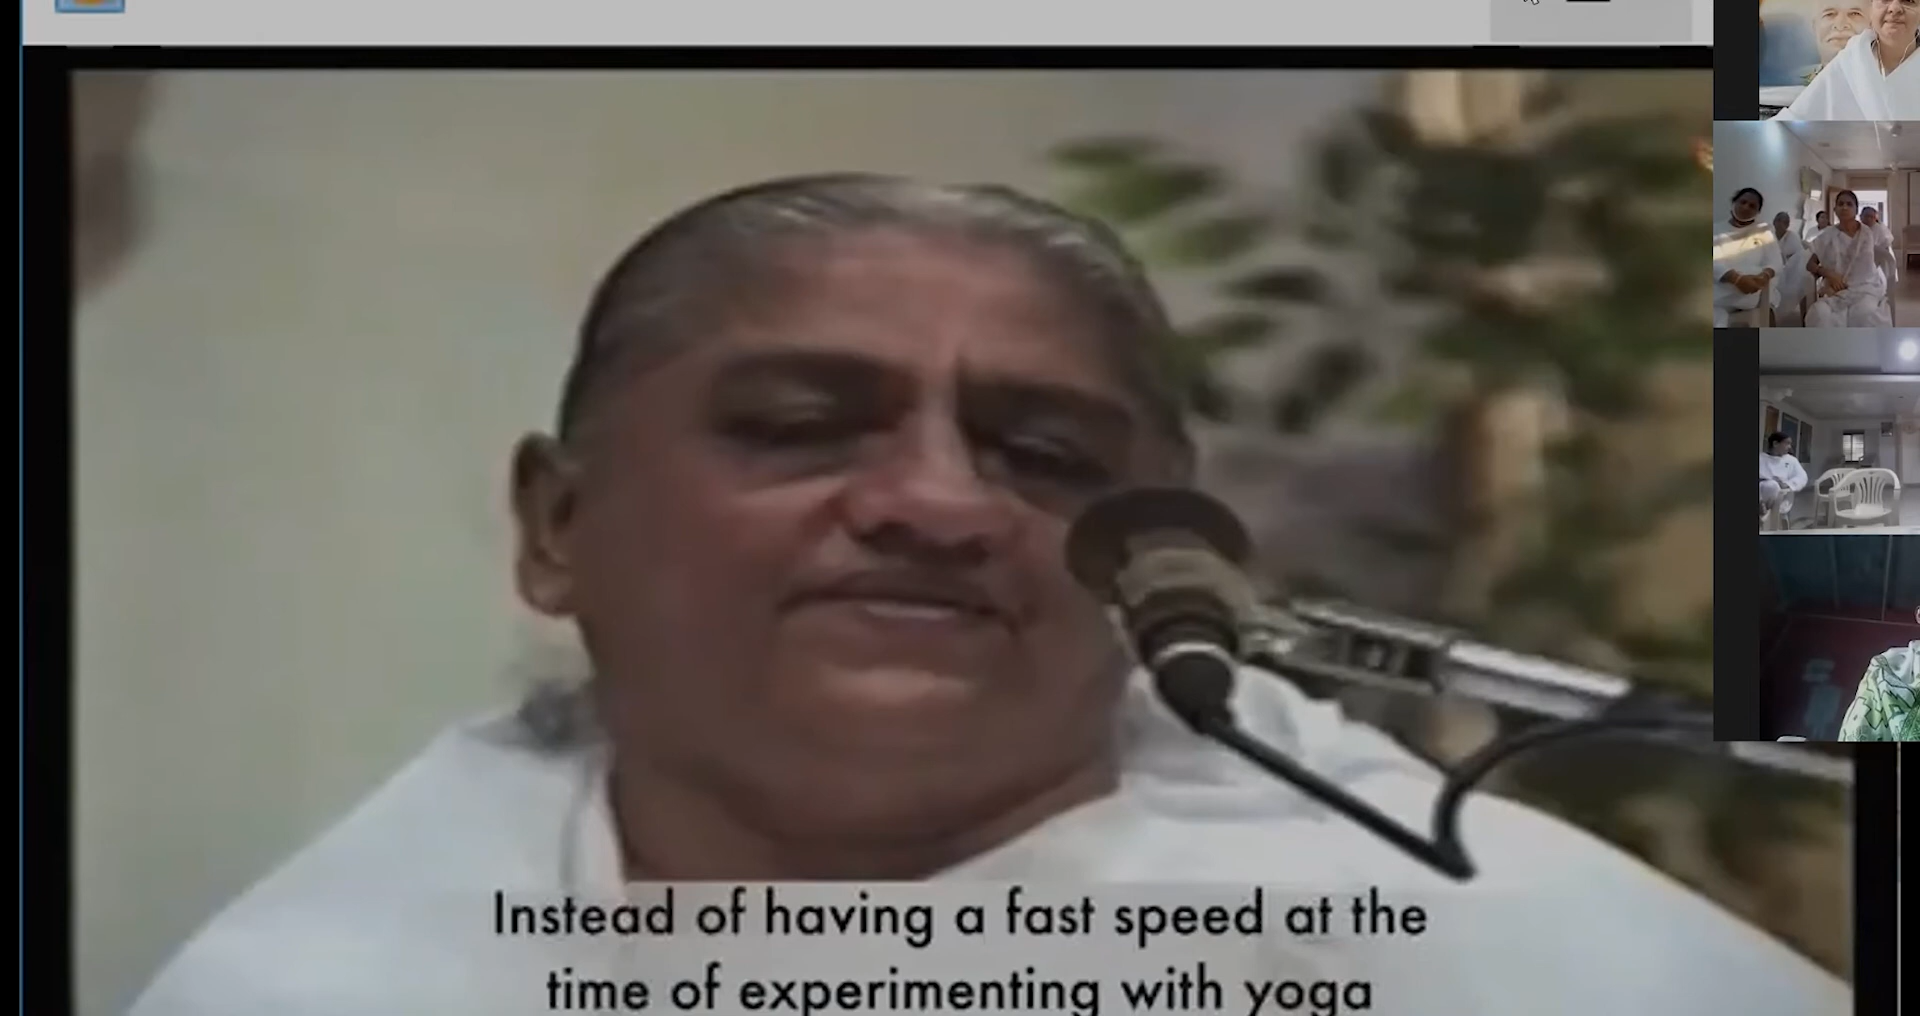 Instead of having a fast speed at the
time of experimenting with yoga